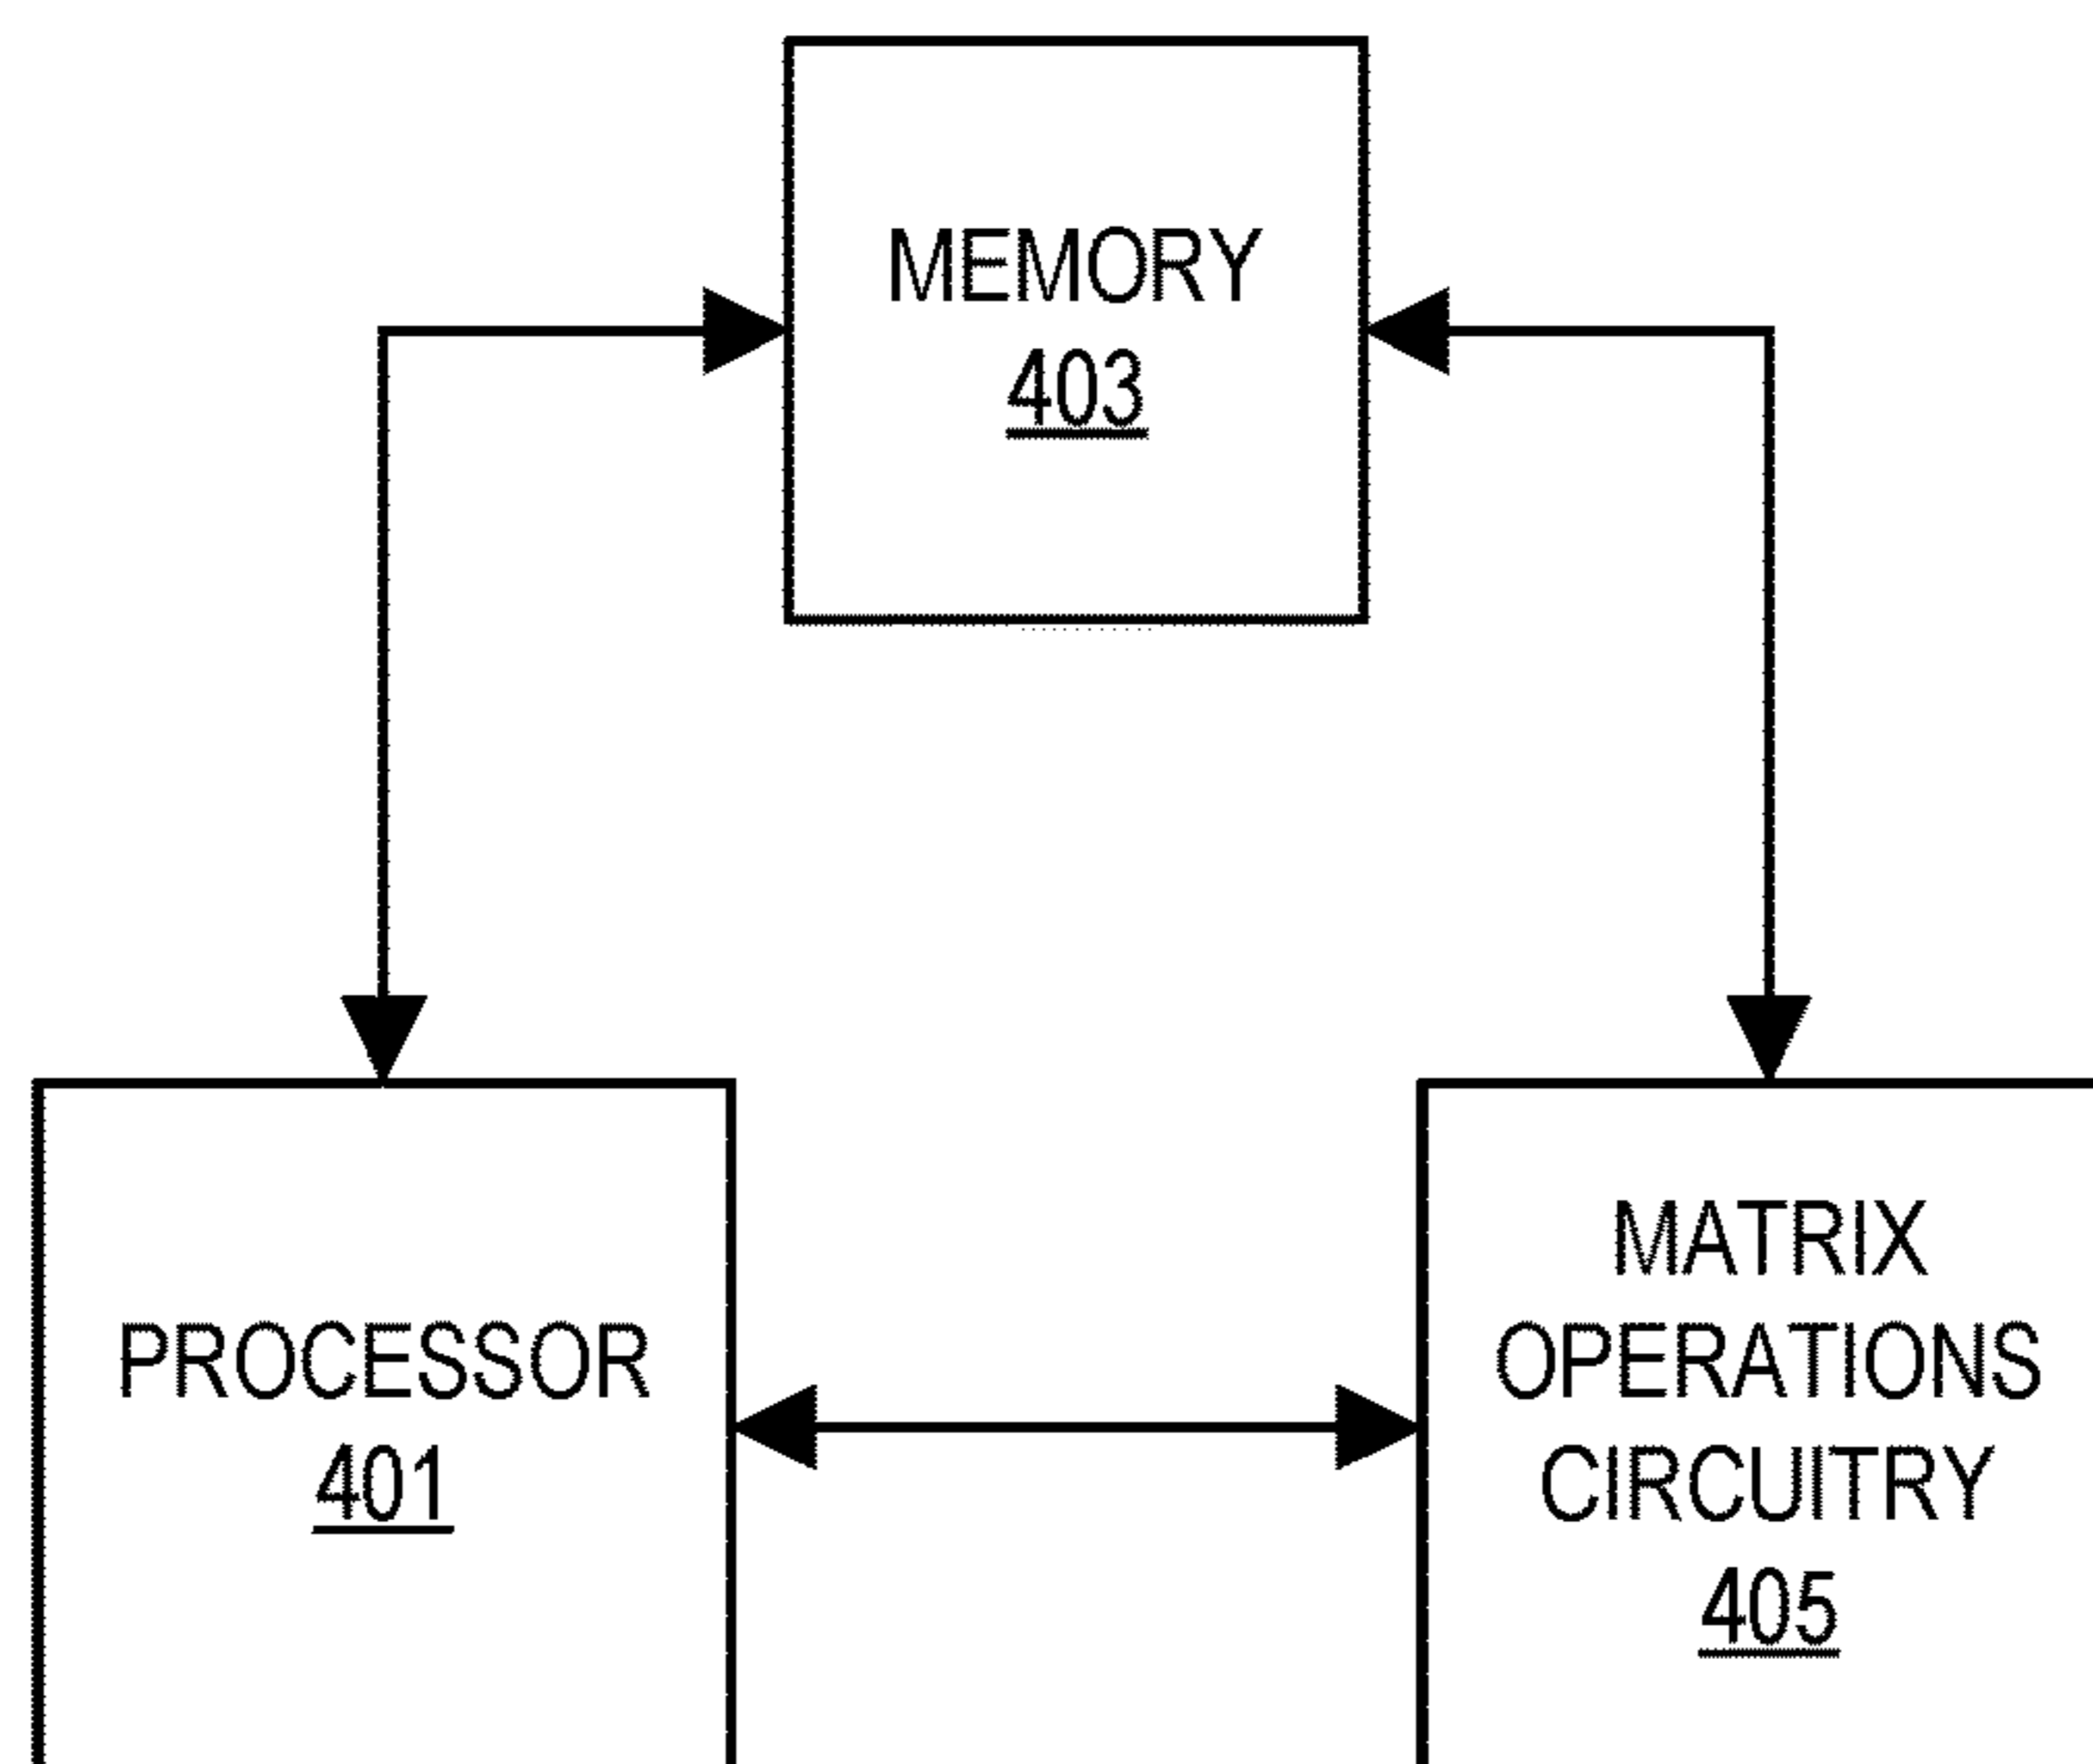 MEMORY
403
PROCESSOR
401
MATRIX
OPERATIONS
CIRCUITRY
405